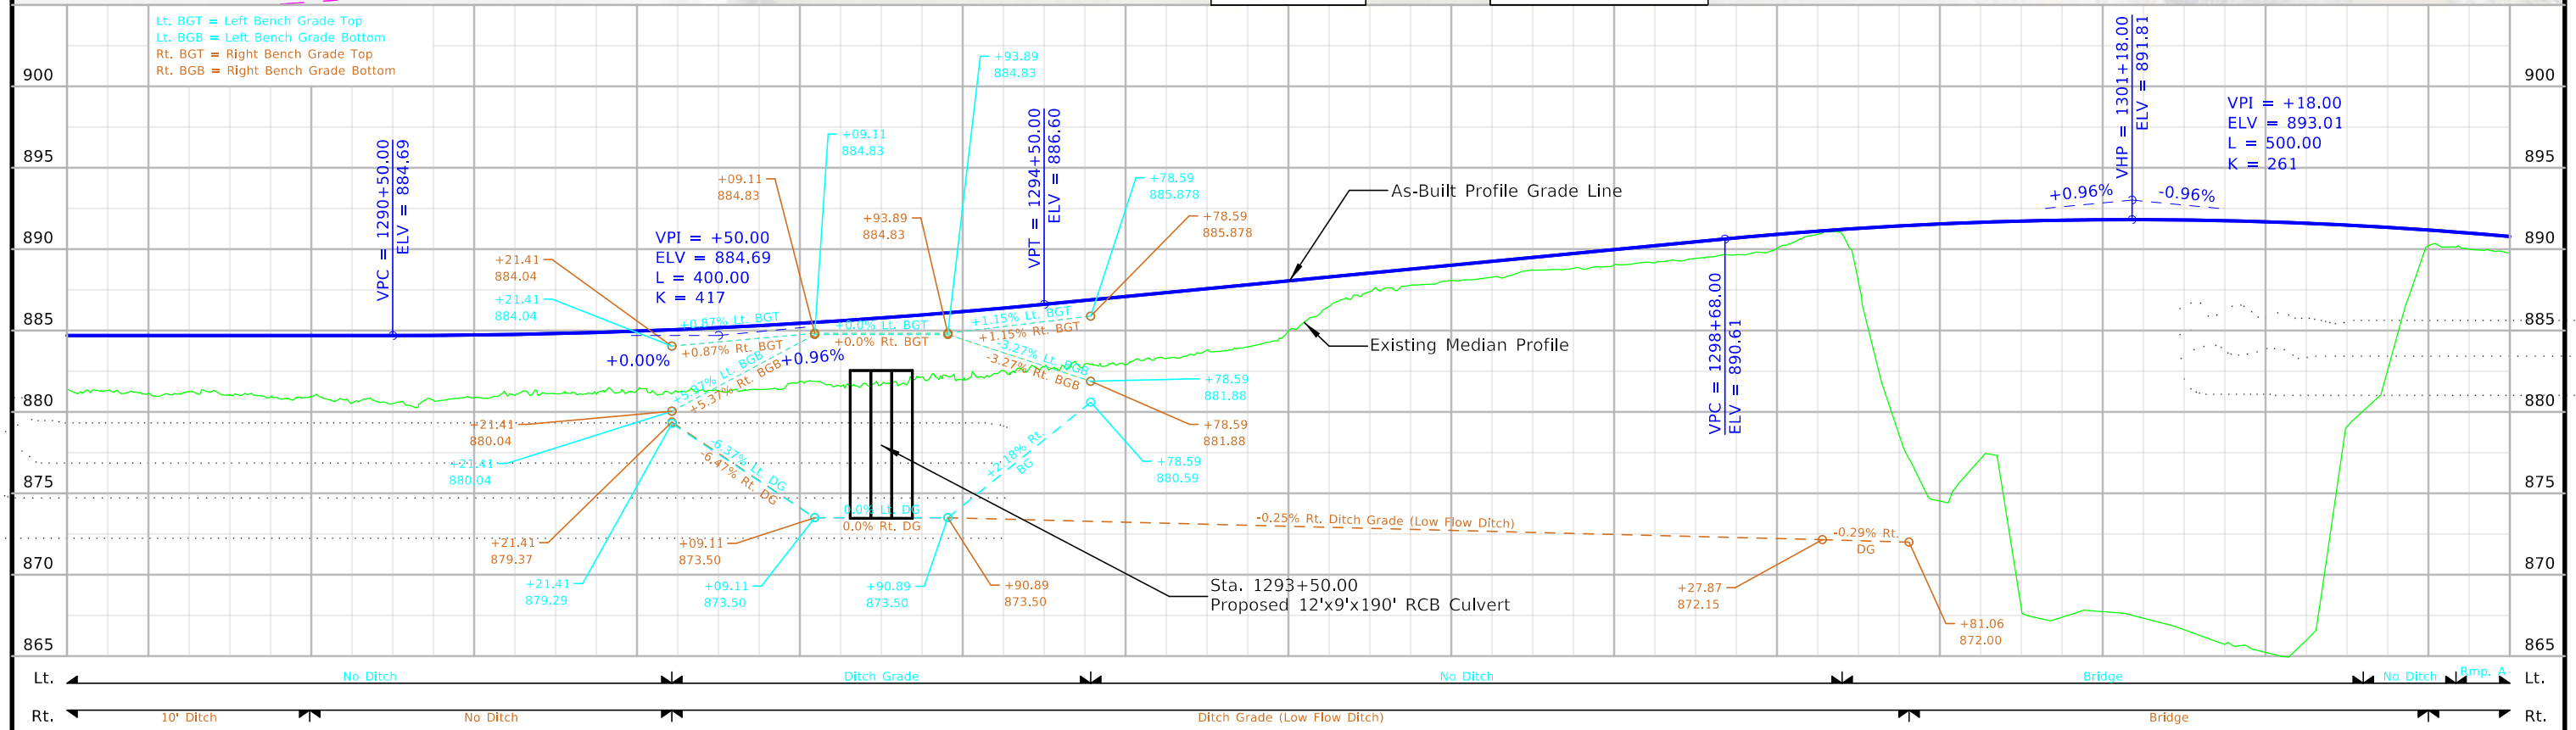 Lt. BGT = Left Bench Grade Top
Lt. BGB = Left Bench Grade Bottom
Rt. BGT = Right Bench Grade Top
Rt. BGB = Right Bench Grade Bottom
900
895
890
885
880
875
870
865
900
895
890
885
880
875
870
865
VPC = 1290+50.00
ELV = 884.69
+21.41
884.04
+21.41
884.04
VPI = +50.00
ELV = 884.69
L = 400.00
K = 417
+09.11
884.83
+09.11
884.83
+93.89
884.83
+93.89
884.83
VPT = 1294+50.00
ELV = 886.60
+78.59
885.878
+78.59
885.878
As-Built Profile Grade Line
Existing Median Profile
VPC = 1298+68.00
ELV = 890.61
VHP = 1301+18.00
ELV = 891.81
VPI = +18.00
ELV = 893.01
L = 500.00
K = 261
+0.96%
-0.96%
+0.87% Lt. BGT
+0.87% Rt. BGT
+0.00%
+0.96%
+0.0% Lt. BGT
+0.0% Rt. BGT
+1.15% Lt. BGT
+1.15% Rt. BGT
+5.37% Lt. BGB
+5.37% Rt. BGB
-3.27% Lt. BGB
-3.27% Rt. BGB
+21.41
880.04
+21.41
880.04
-6.37% Lt. DG
-6.47% Rt. DG
0.0% Lt. DG
0.0% Rt. DG
+2.18% Rt.
BG
+78.59
881.88
+78.59
881.88
+78.59
880.59
+21.41
879.37
+21.41
879.29
+09.11
873.50
+09.11
873.50
+90.89
873.50
+90.89
873.50
-0.25% Rt. Ditch Grade (Low Flow Ditch)
-0.29% Rt.
DG
Sta. 1293+50.00
Proposed 12'x9'x190' RCB Culvert
+27.87
872.15
+81.06
872.00
Lt.
No Ditch
Ditch Grade
No Ditch
Bridge
No Ditch
Rmp. A
Lt.
Rt.
10' Ditch
No Ditch
Ditch Grade (Low Flow Ditch)
Bridge
Rt.